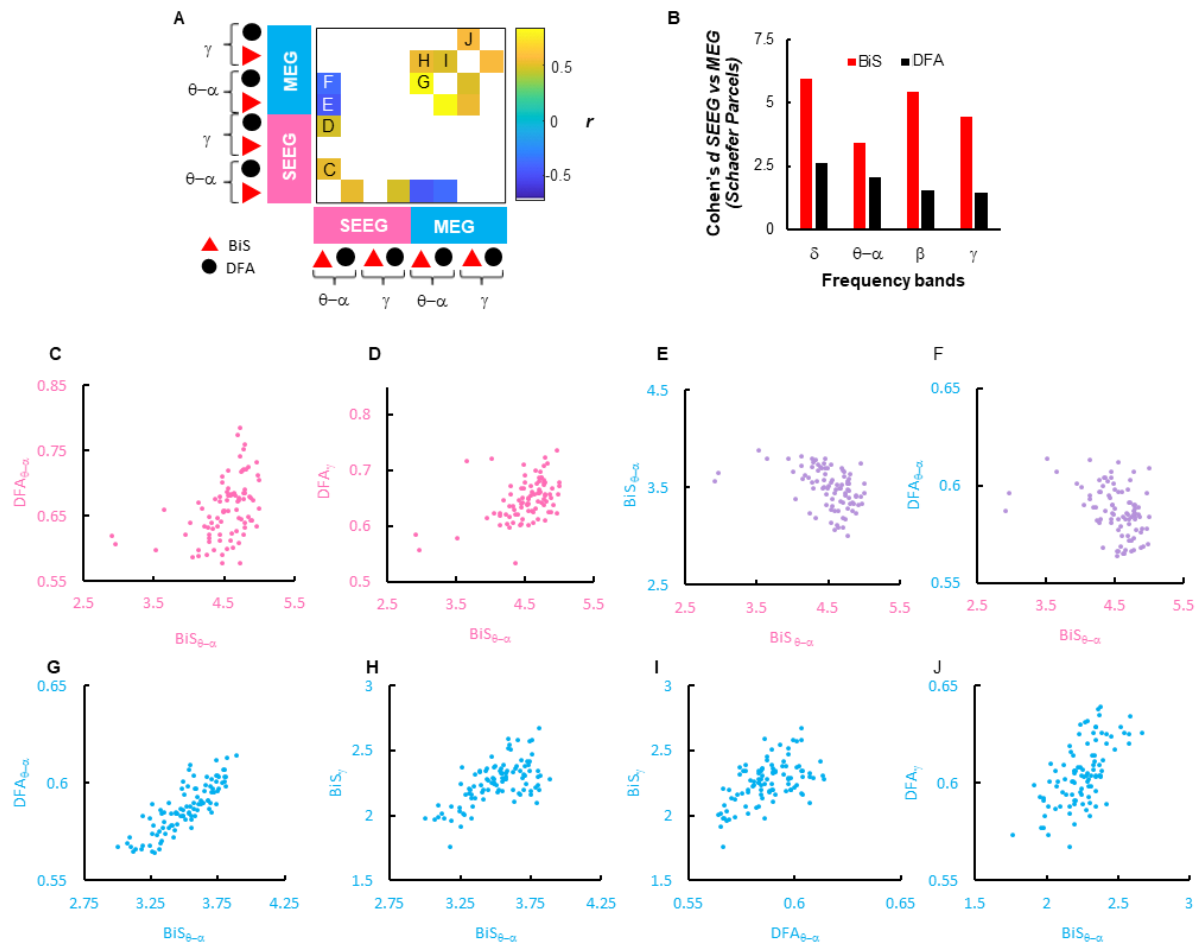 A
γ
θ–α
γ
θ–α
MEG
SEEG
J
H I
F
G
E
D
C
0.5
0
-0.5
r
SEEG MEG
θ–α γ θ–α γ
BiS
DFA
B
Cohen's d SEEG vs MEG
(Schaefer Parcels)
7.5
5
2.5
0
BiS DFA
δ θ–α β γ
Frequency bands
C
DFAθ–α
0.85
0.75
0.65
0.55
2.5 3.5 4.5 5.5
BiSθ–α
D
DFAγ
0.8
0.7
0.6
0.5
2.5 3.5 4.5 5.5
BiSθ–α
E
BiSθ–α
4.5
3.5
2.5
2.5 3.5 4.5 5.5
BiSθ–α
F
DFAθ–α
0.65
0.6
0.55
2.5 3.5 4.5 5.5
BiSθ–α
G
DFAθ–α
0.65
0.6
0.55
2.75 3.25 3.75 4.25
BiSθ–α
H
BiSγ
3
2.5
2
1.5
2.75 3.25 3.75 4.25
BiSθ–α
I
BiSγ
3
2.5
2
1.5
0.55 0.6 0.65
DFAθ–α
J
DFAγ
0.65
0.6
0.55
1.5 2 2.5 3
BiSθ–α